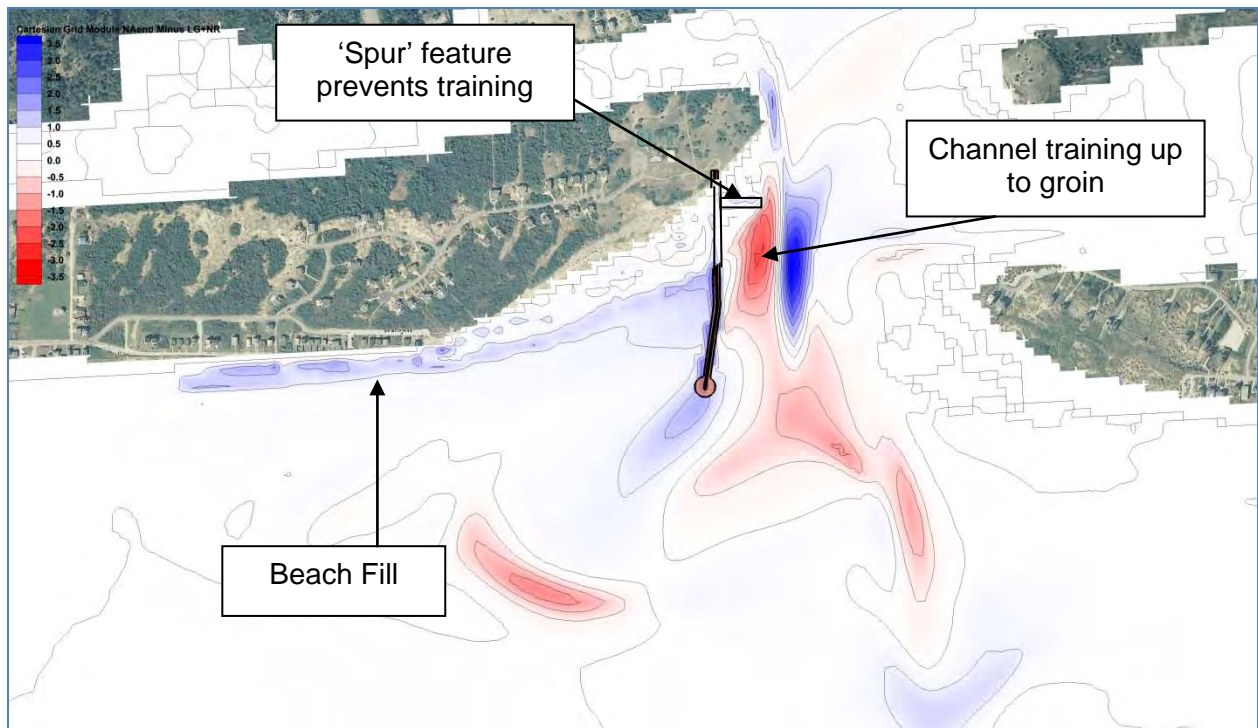 Cartesian Grid Module NAend Minus LG+NR
3.5
3.0
2.5
2.0
1.5
1.0
0.5
0.0
-0.5
-1.0
-1.5
-2.0
-2.5
-3.0
-3.5
‘Spur’ feature
prevents training
Channel training up
to groin
Beach Fill